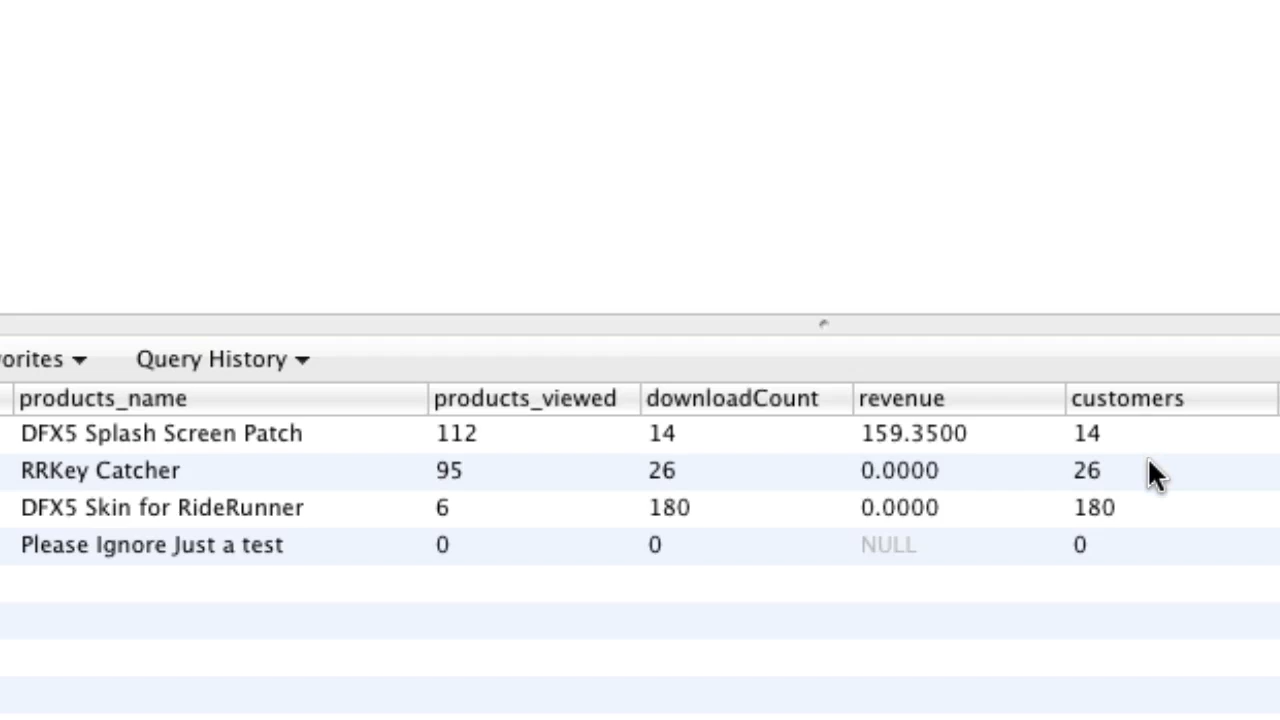 orites Query History
products_name products_viewed downloadCount revenue customers
DFX5 Splash Screen Patch 112 14 159.3500 14
RRKey Catcher 95 26 0.0000 26
DFX5 Skin for RideRunner 6 180 0.0000 180
Please Ignore Just a test 0 0 NULL 0